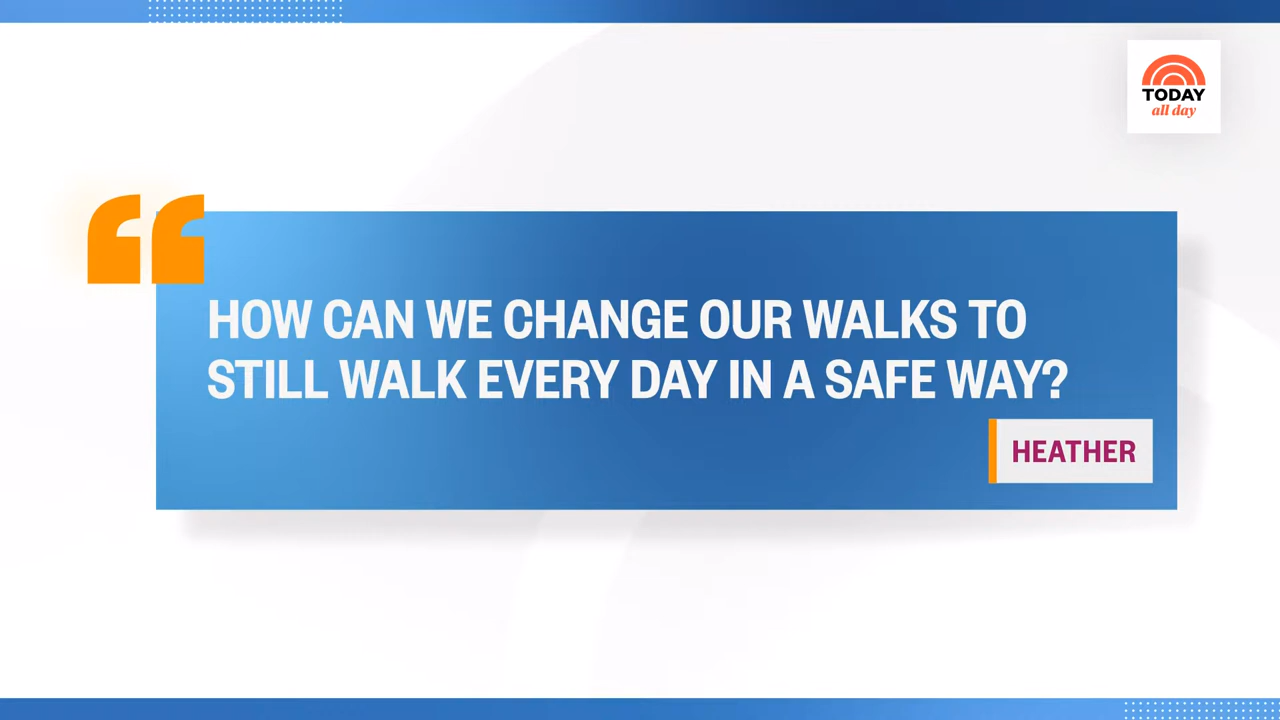 TODAY
all day
HOW CAN WE CHANGE OUR WALKS TO
STILL WALK EVERY DAY IN A SAFE WAY?
HEATHER